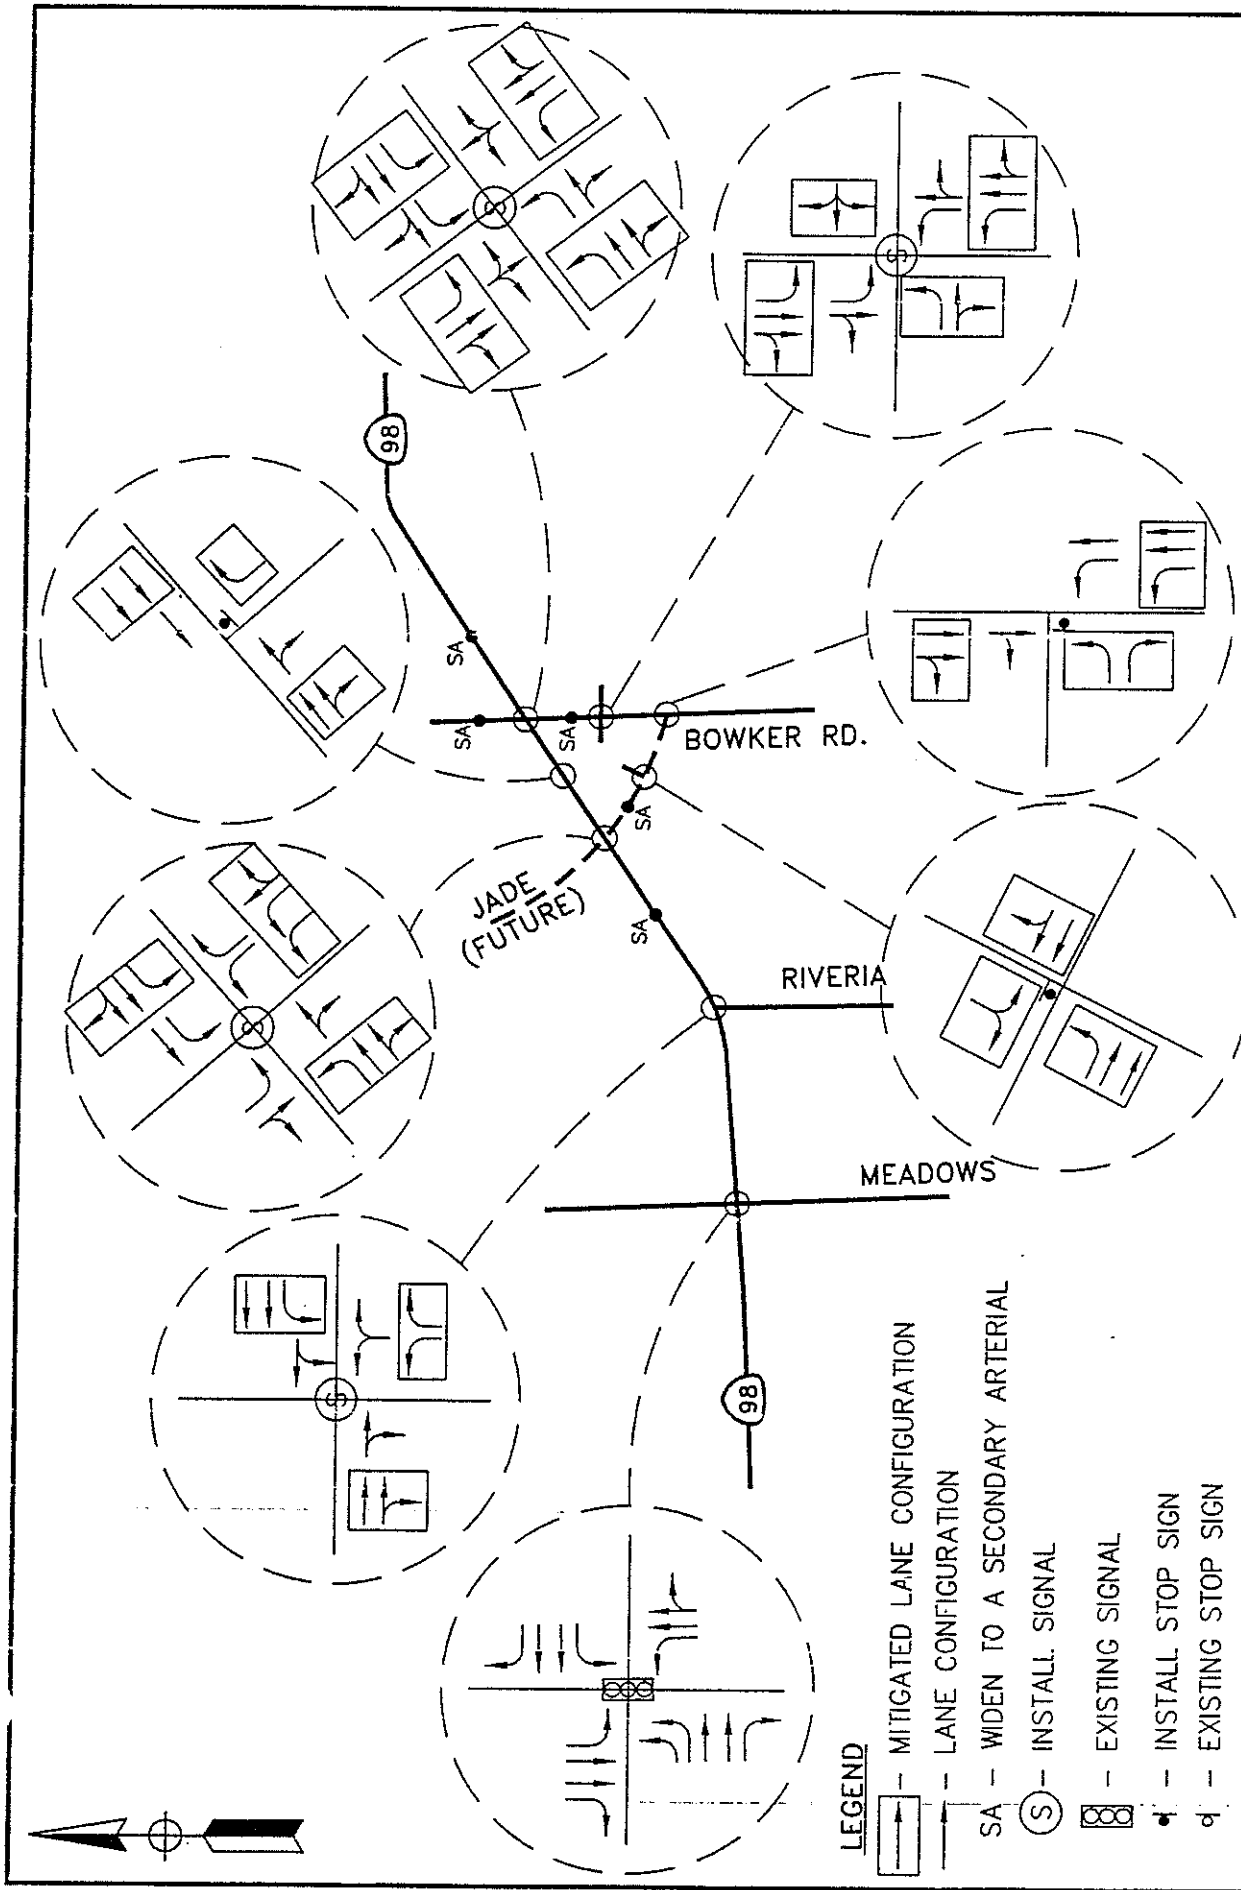 98
SA
SA
SA
BOWKER RD.
SA
JADE
(FUTURE)
SA
RIVERIA
MEADOWS
98
S
S
S
S
LEGEND
– MITIGATED LANE CONFIGURATION
– LANE CONFIGURATION
SA – WIDEN TO A SECONDARY ARTERIAL
S – INSTALL SIGNAL
– EXISTING SIGNAL
– INSTALL STOP SIGN
– EXISTING STOP SIGN